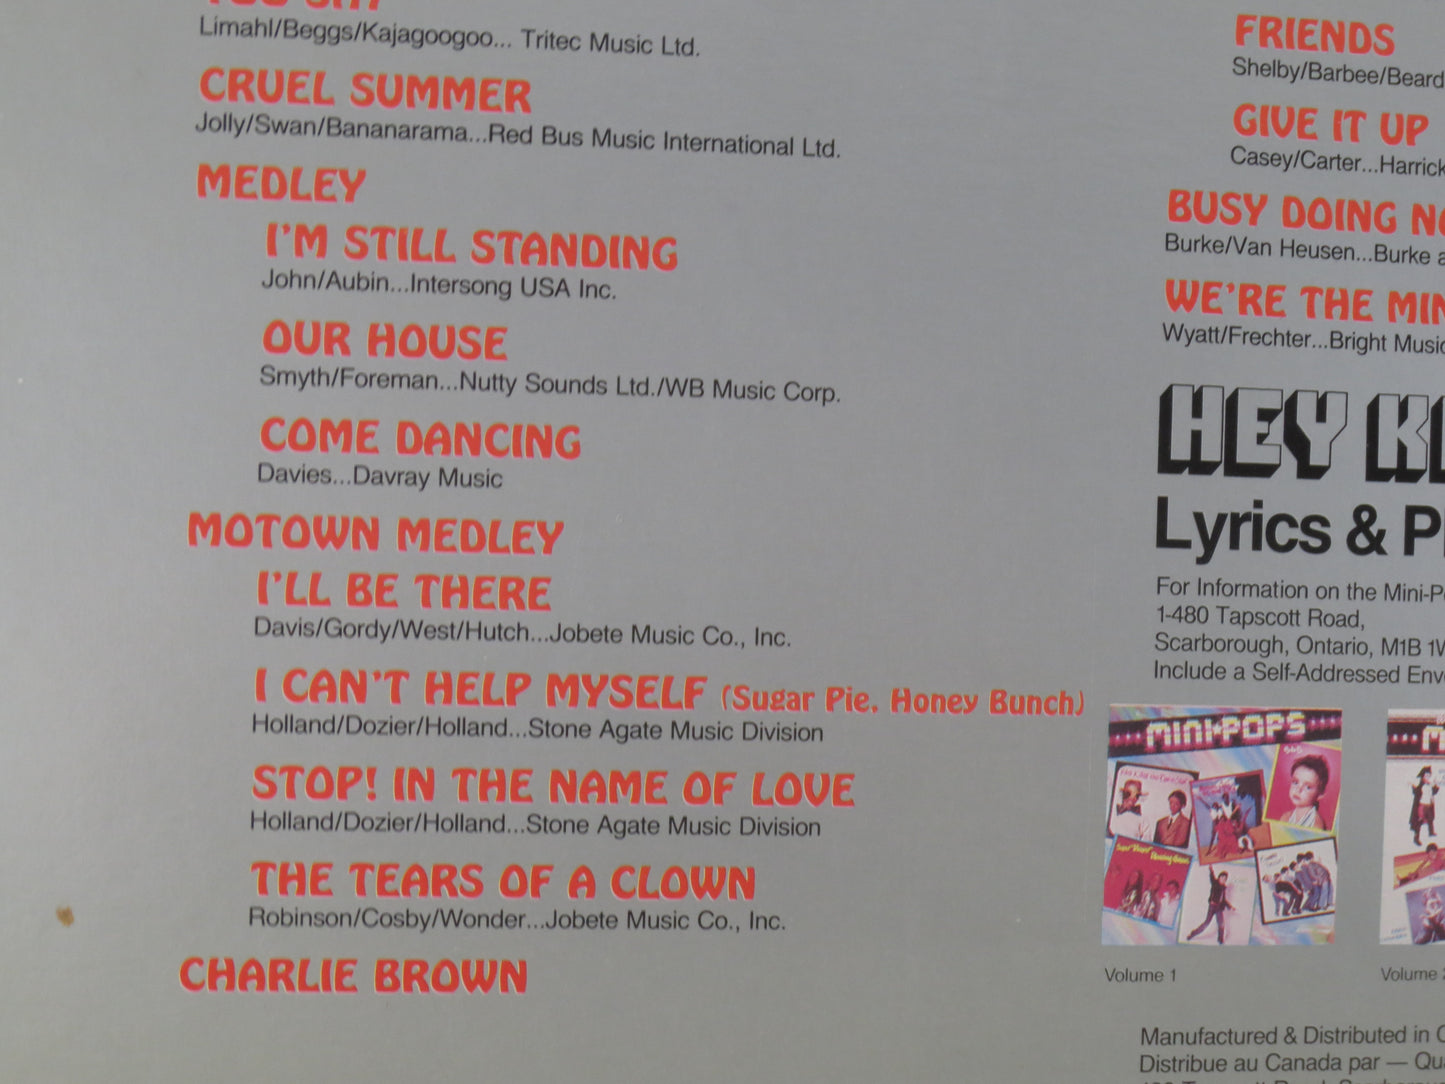 TOO SHY
Limahl/Beggs/Kajagoogoo... Tritec Music Ltd.
CRUEL SUMMER
Jolly/Swan/Bananarama...Red Bus Music International Ltd.
MEDLEY
I'M STILL STANDING
John/Aubin...Intersong USA Inc.
OUR HOUSE
Smyth/Foreman...Nutty Sounds Ltd./WB Music Corp.
COME DANCING
Davies...Davray Music
MOTOWN MEDLEY
I'LL BE THERE
Davis/Gordy/West/Hutch...Jobete Music Co., Inc.
I CAN'T HELP MYSELF (Sugar Pie, Honey Bunch)
Holland/Dozier/Holland...Stone Agate Music Division
STOP! IN THE NAME OF LOVE
Holland/Dozier/Holland...Stone Agate Music Division
THE TEARS OF A CLOWN
Robinson/Cosby/Wonder...Jobete Music Co., Inc.
CHARLIE BROWN
FRIENDS
Shelby/Barbee/Beard
GIVE IT UP
Casey/Carter...Harrick
BUSY DOING
Burke/Van Heusen...Burke
WE'RE THE
Wyatt/Frechter...Bright Music
HEY
Lyrics &
For Information on the
1-480 Tapscott Road,
Scarborough, Ontario, M1B
Include a Self-Addressed
MINI★POPS
Volume 1
Volume
Manufactured & Distributed in
Distribue au Canada par —